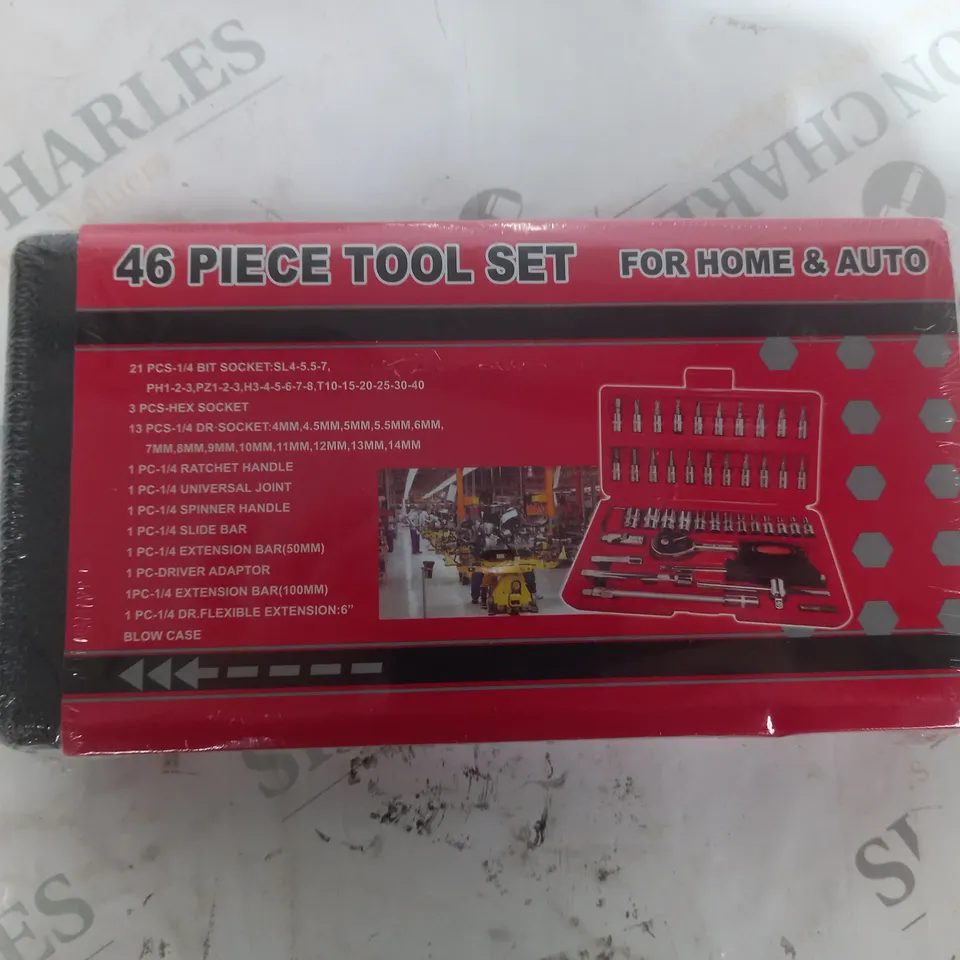 HARLES
ON CHARL
46 PIECE TOOL SET FOR HOME & AUTO
21 PCS-1/4 BIT SOCKET:SL4-5.5-7,
PH1-2-3,PZ1-2-3,H3-4-5-6-7-8,T10-15-20-25-30-40
3 PCS-HEX SOCKET
13 PCS-1/4 DR·SOCKET:4MM,4.5MM,5MM,5.5MM,6MM,
7MM,8MM,9MM,10MM,11MM,12MM,13MM,14MM
1 PC-1/4 RATCHET HANDLE
1 PC-1/4 UNIVERSAL JOINT
1 PC-1/4 SPINNER HANDLE
1 PC-1/4 SLIDE BAR
1 PC-1/4 EXTENSION BAR(50MM)
1 PC-DRIVER ADAPTOR
1PC-1/4 EXTENSION BAR(100MM)
1 PC-1/4 DR.FLEXIBLE EXTENSION:6”
BLOW CASE